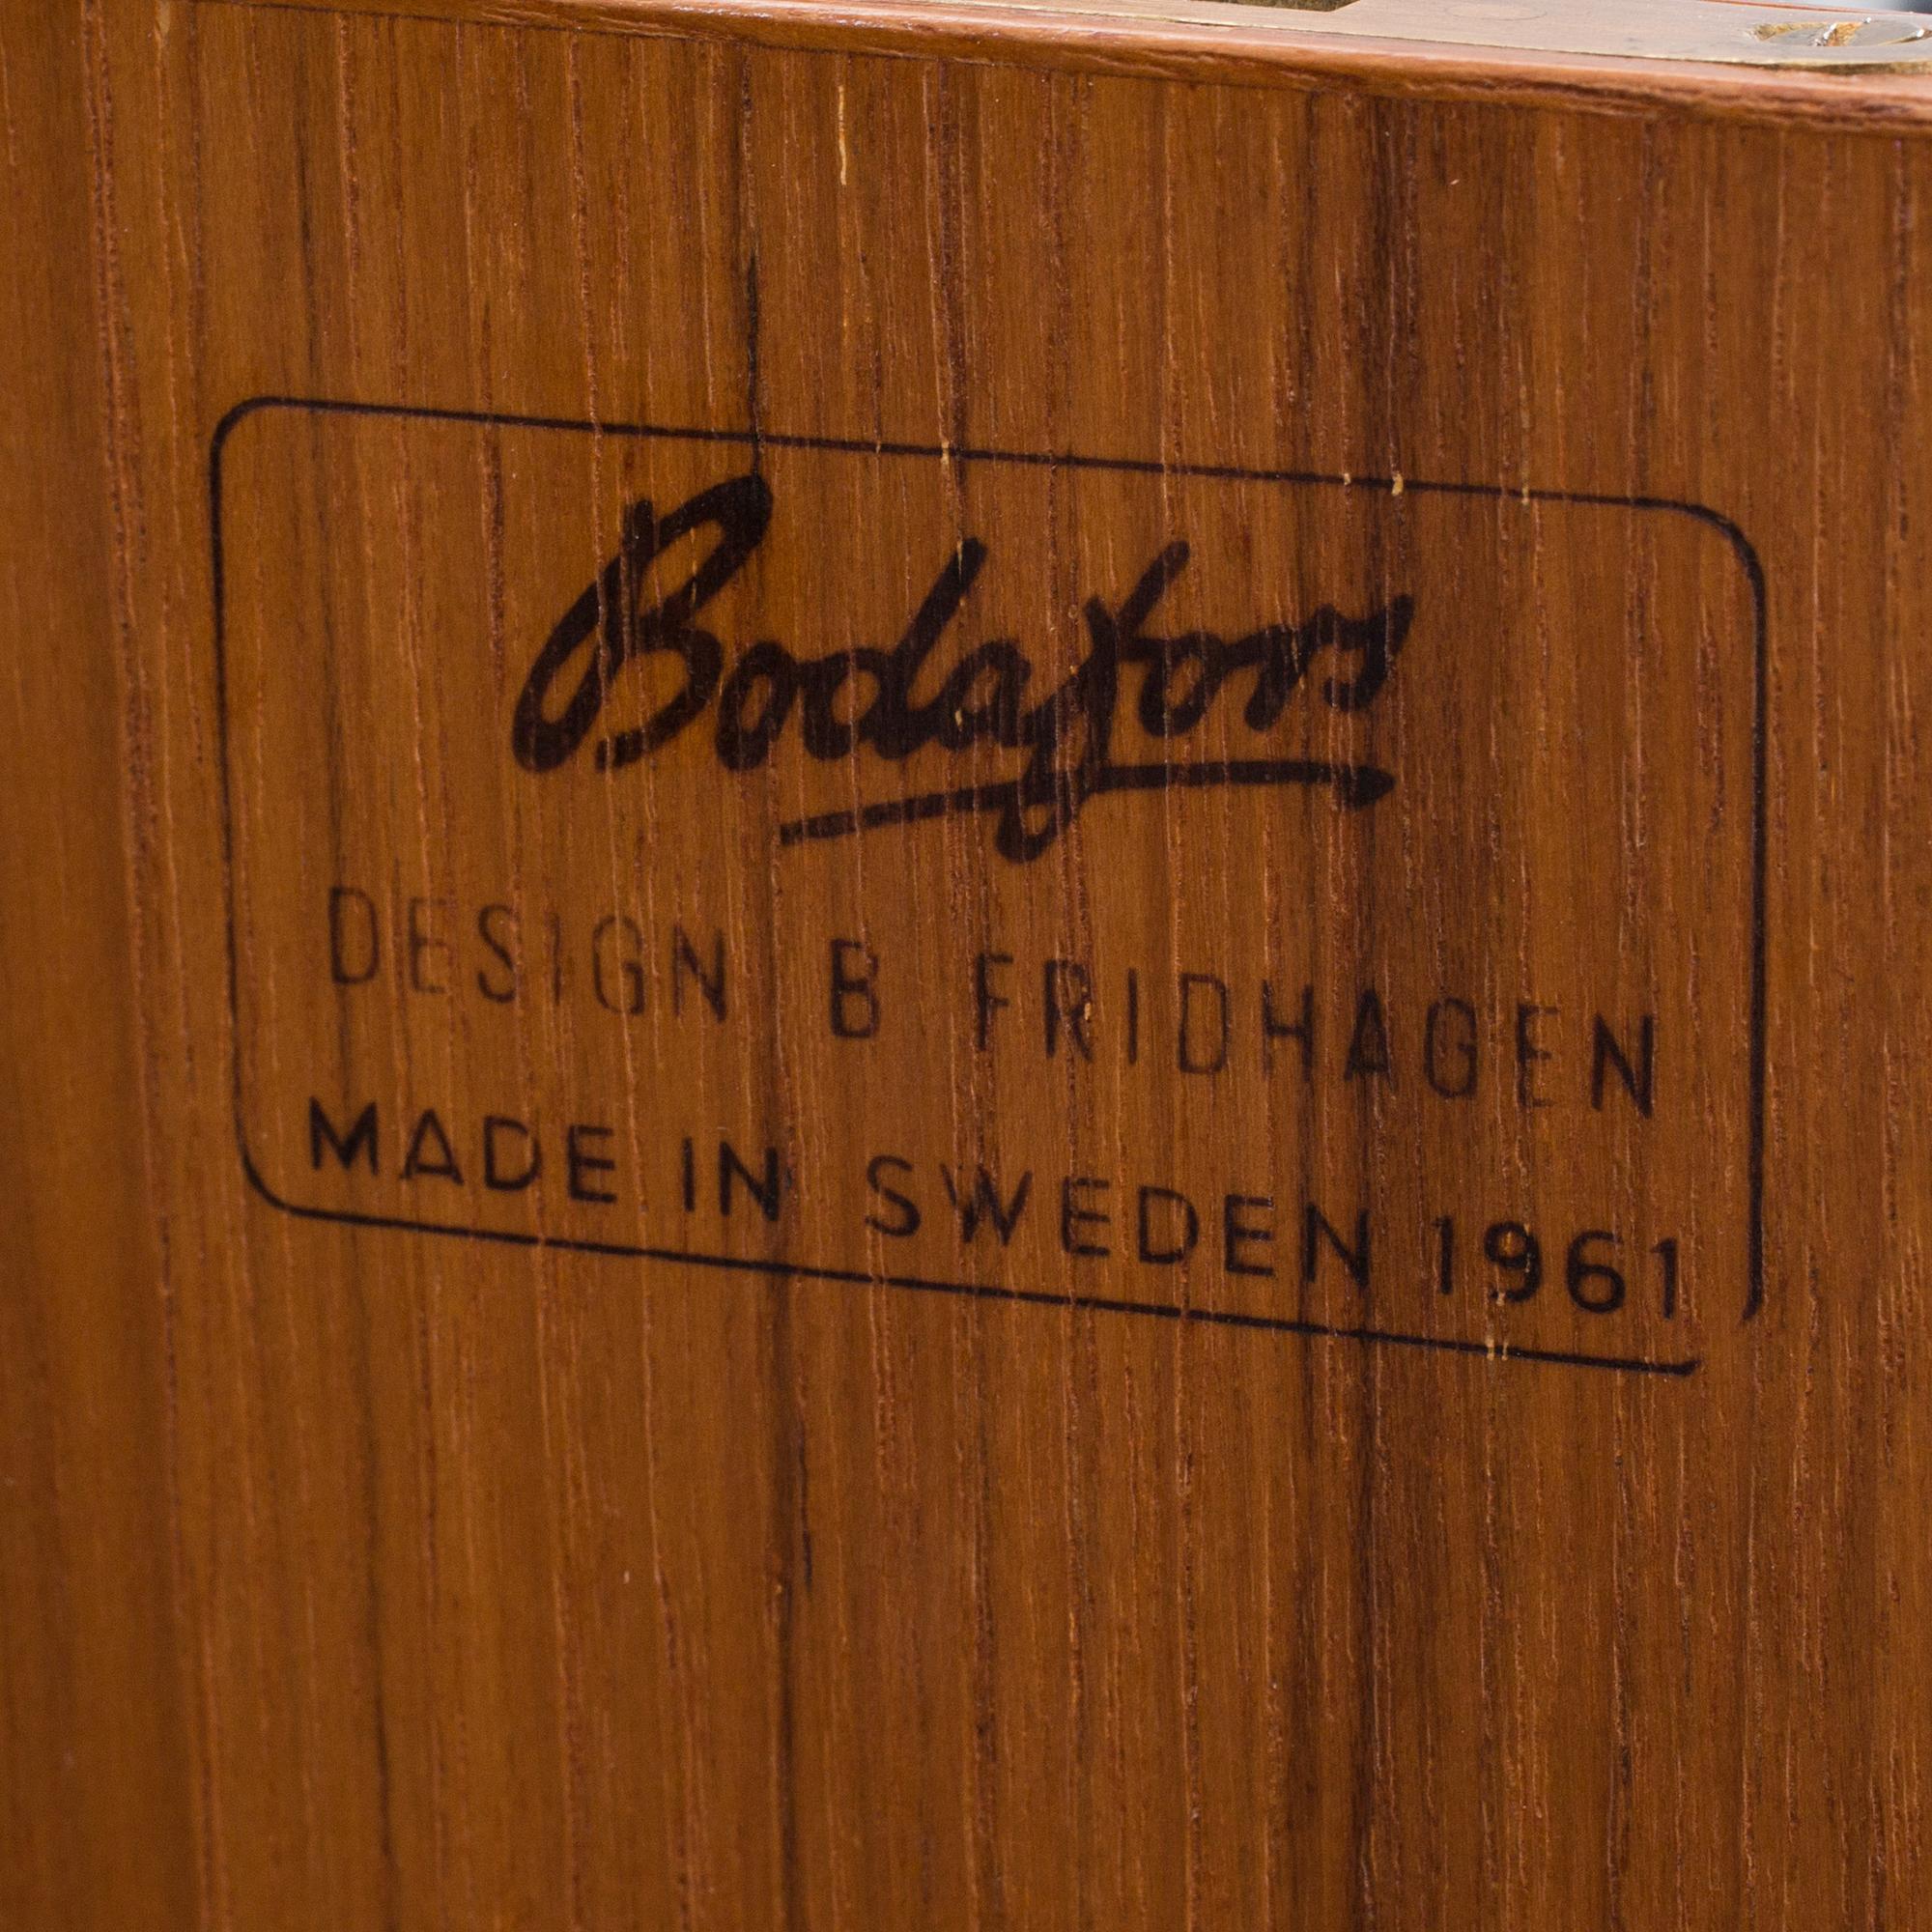 Bodafors
DESIGN B FRIDHAGEN
MADE IN SWEDEN 1961